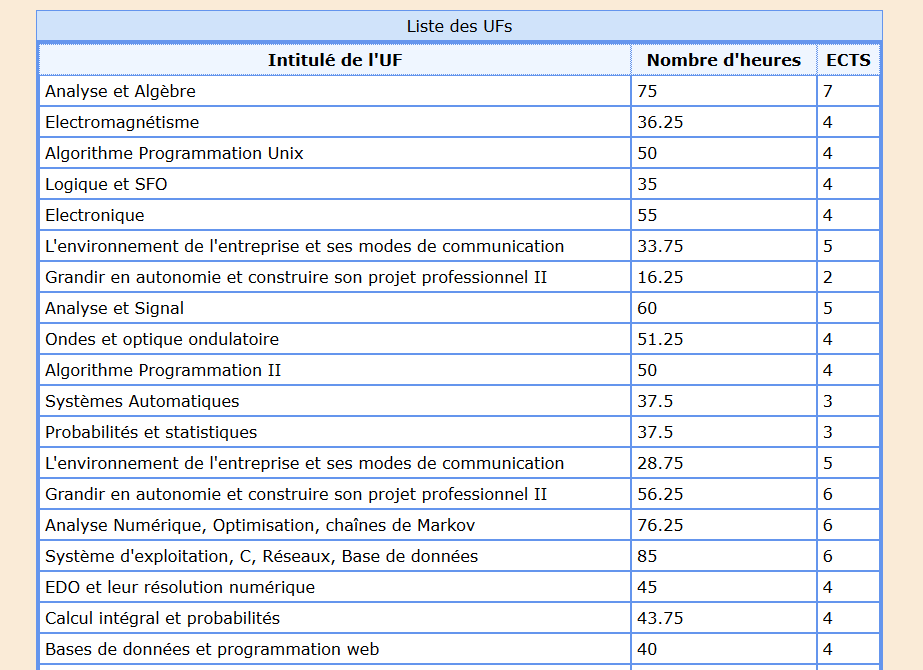 Liste des UFs
Intitulé de l'UF Nombre d'heures ECTS
Analyse et Algèbre 75 7
Electromagnétisme 36.25 4
Algorithme Programmation Unix 50 4
Logique et SFO 35 4
Electronique 55 4
L'environnement de l'entreprise et ses modes de communication 33.75 5
Grandir en autonomie et construire son projet professionnel II 16.25 2
Analyse et Signal 60 5
Ondes et optique ondulatoire 51.25 4
Algorithme Programmation II 50 4
Systèmes Automatiques 37.5 3
Probabilités et statistiques 37.5 3
L'environnement de l'entreprise et ses modes de communication 28.75 5
Grandir en autonomie et construire son projet professionnel II 56.25 6
Analyse Numérique, Optimisation, chaînes de Markov 76.25 6
Système d'exploitation, C, Réseaux, Base de données 85 6
EDO et leur résolution numérique 45 4
Calcul intégral et probabilités 43.75 4
Bases de données et programmation web 40 4